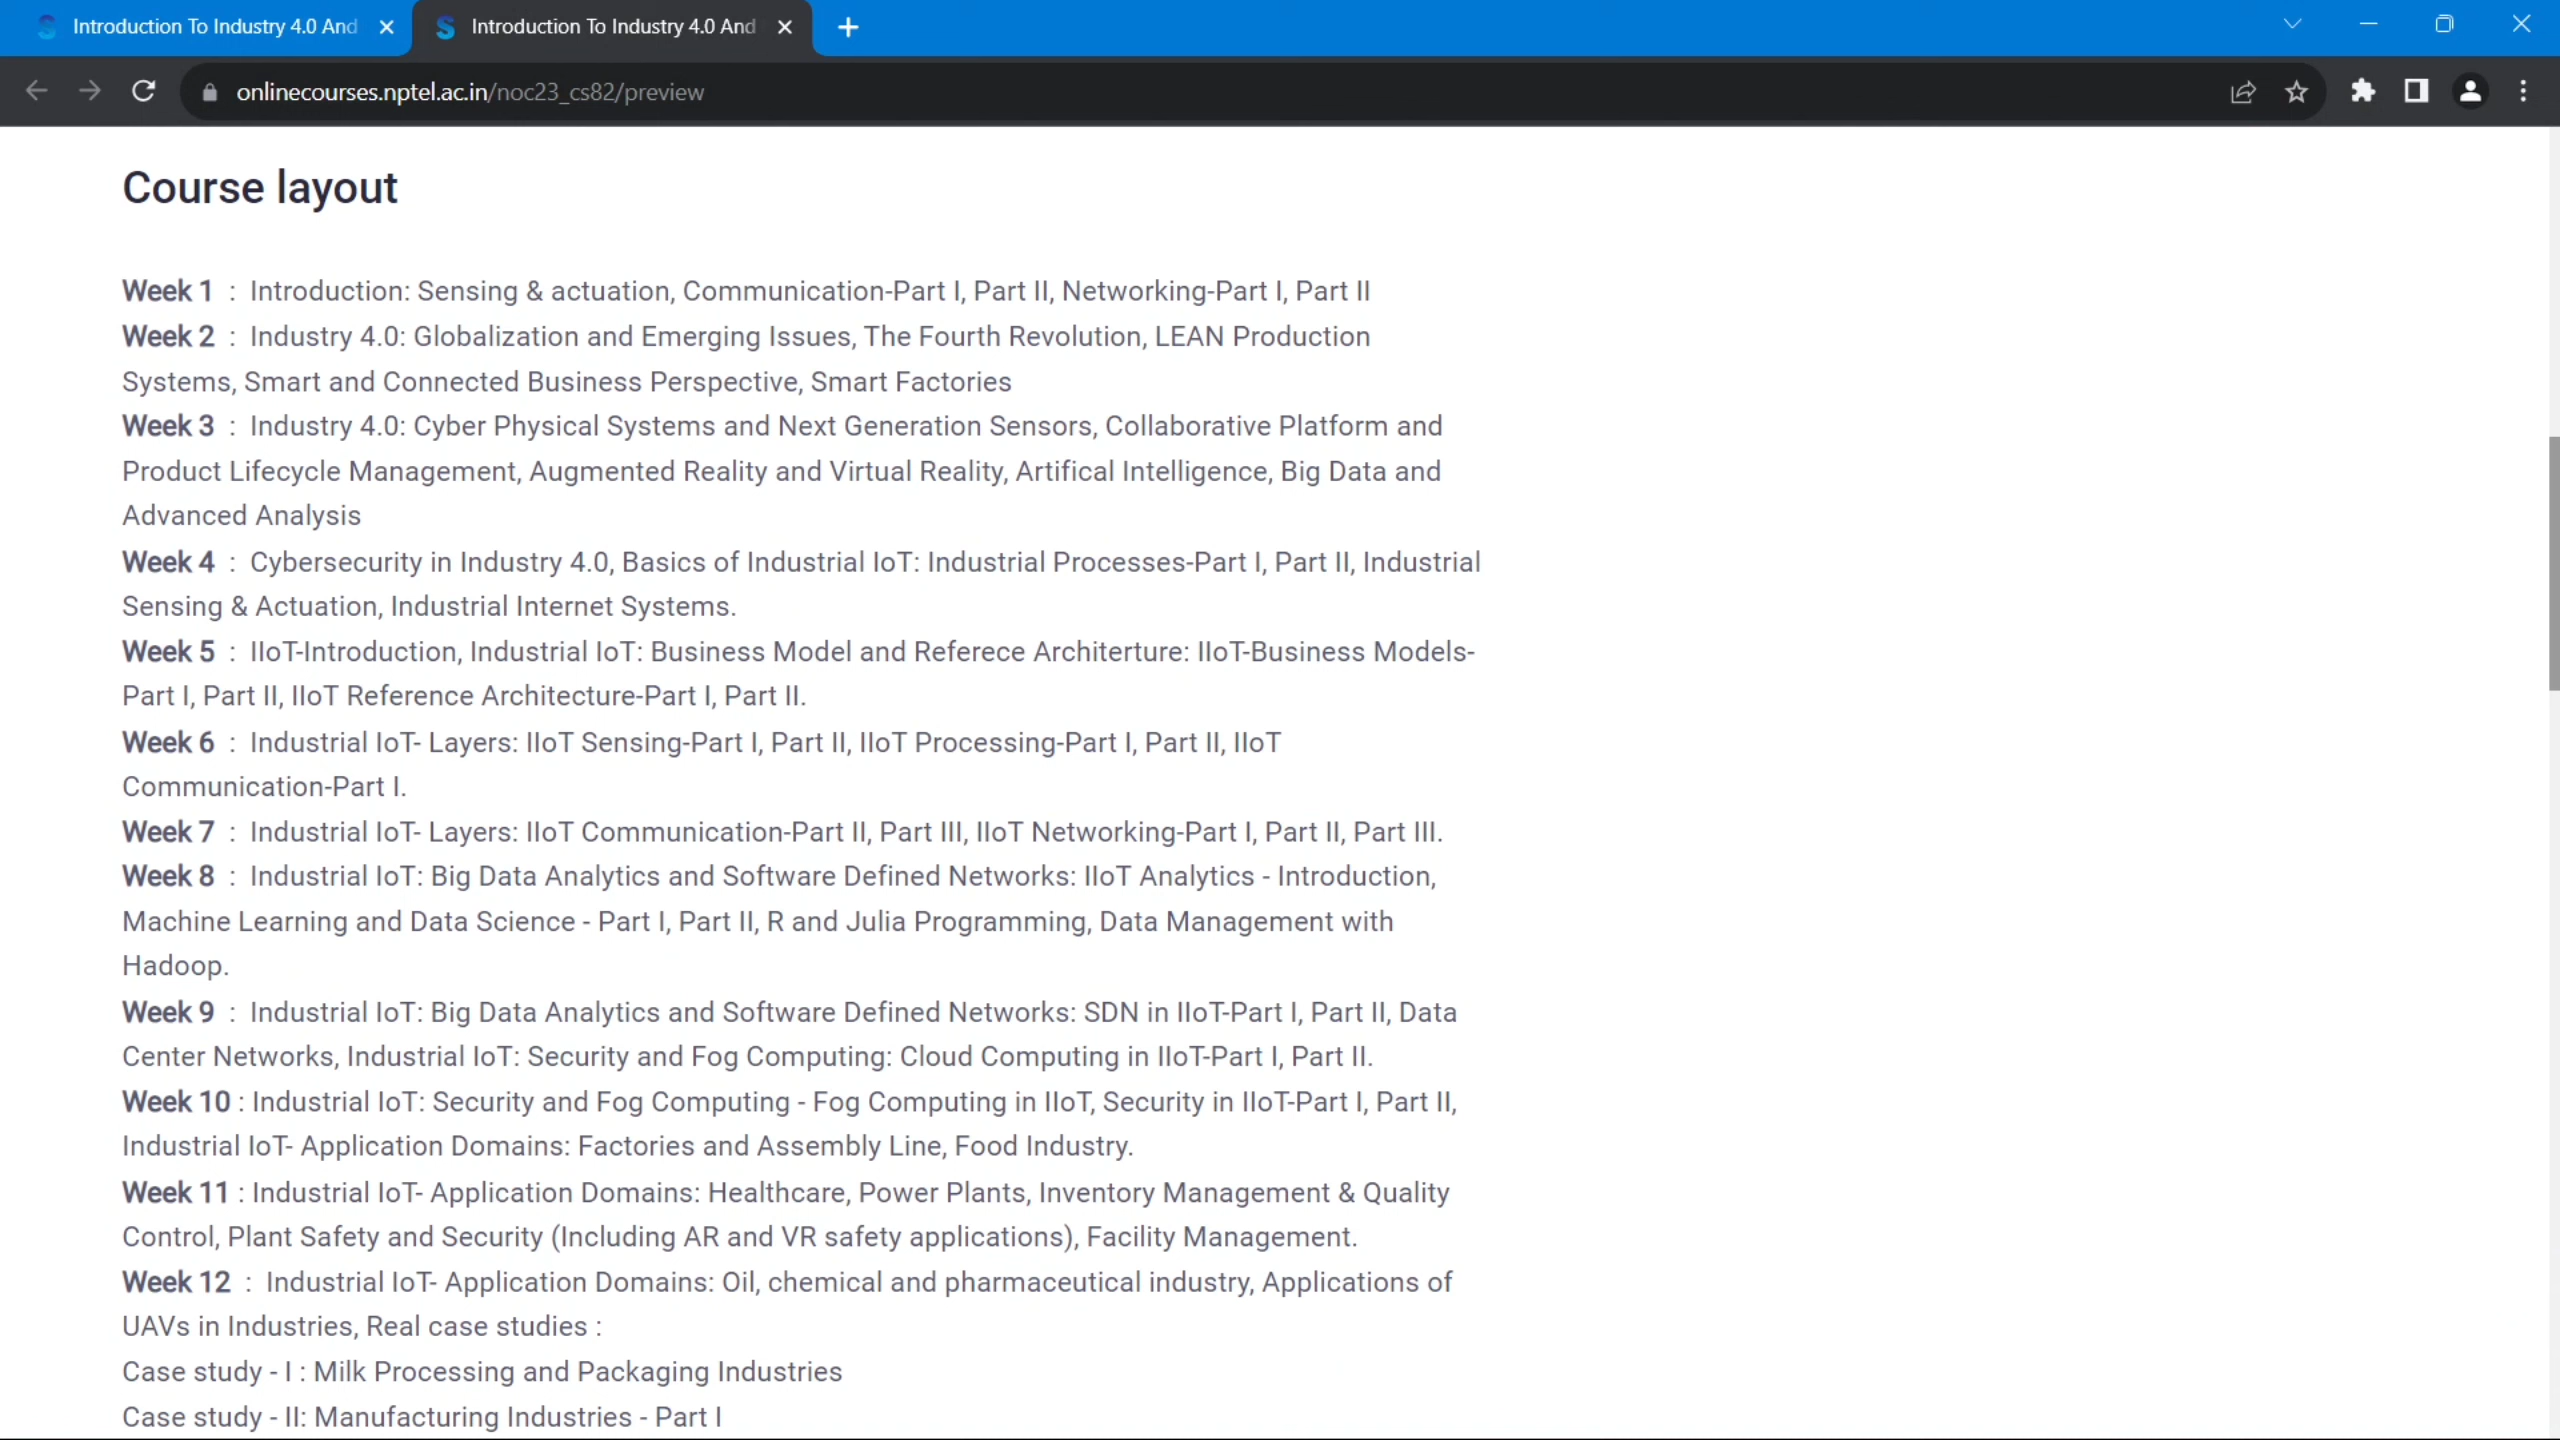 Introduction To Industry 4.0 And
Introduction To Industry 4.0 And
onlinecourses.nptel.ac.in/noc23_cs82/preview
Course layout
Week 1 : Introduction: Sensing & actuation, Communication-Part I, Part II, Networking-Part I, Part II
Week 2 : Industry 4.0: Globalization and Emerging Issues, The Fourth Revolution, LEAN Production
Systems, Smart and Connected Business Perspective, Smart Factories
Week 3 : Industry 4.0: Cyber Physical Systems and Next Generation Sensors, Collaborative Platform and
Product Lifecycle Management, Augmented Reality and Virtual Reality, Artifical Intelligence, Big Data and
Advanced Analysis
Week 4 : Cybersecurity in Industry 4.0, Basics of Industrial IoT: Industrial Processes-Part I, Part II, Industrial
Sensing & Actuation, Industrial Internet Systems.
Week 5 : IIoT-Introduction, Industrial IoT: Business Model and Referece Architerture: IIoT-Business Models-
Part I, Part II, IIoT Reference Architecture-Part I, Part II.
Week 6 : Industrial IoT- Layers: IIoT Sensing-Part I, Part II, IIoT Processing-Part I, Part II, IIoT
Communication-Part I.
Week 7 : Industrial IoT- Layers: IIoT Communication-Part II, Part III, IIoT Networking-Part I, Part II, Part III.
Week 8 : Industrial IoT: Big Data Analytics and Software Defined Networks: IIoT Analytics - Introduction,
Machine Learning and Data Science - Part I, Part II, R and Julia Programming, Data Management with
Hadoop.
Week 9 : Industrial IoT: Big Data Analytics and Software Defined Networks: SDN in IIoT-Part I, Part II, Data
Center Networks, Industrial IoT: Security and Fog Computing: Cloud Computing in IIoT-Part I, Part II.
Week 10 : Industrial IoT: Security and Fog Computing - Fog Computing in IIoT, Security in IIoT-Part I, Part II,
Industrial IoT- Application Domains: Factories and Assembly Line, Food Industry.
Week 11 : Industrial IoT- Application Domains: Healthcare, Power Plants, Inventory Management & Quality
Control, Plant Safety and Security (Including AR and VR safety applications), Facility Management.
Week 12 : Industrial IoT- Application Domains: Oil, chemical and pharmaceutical industry, Applications of
UAVs in Industries, Real case studies :
Case study - I : Milk Processing and Packaging Industries
Case study - II: Manufacturing Industries - Part I